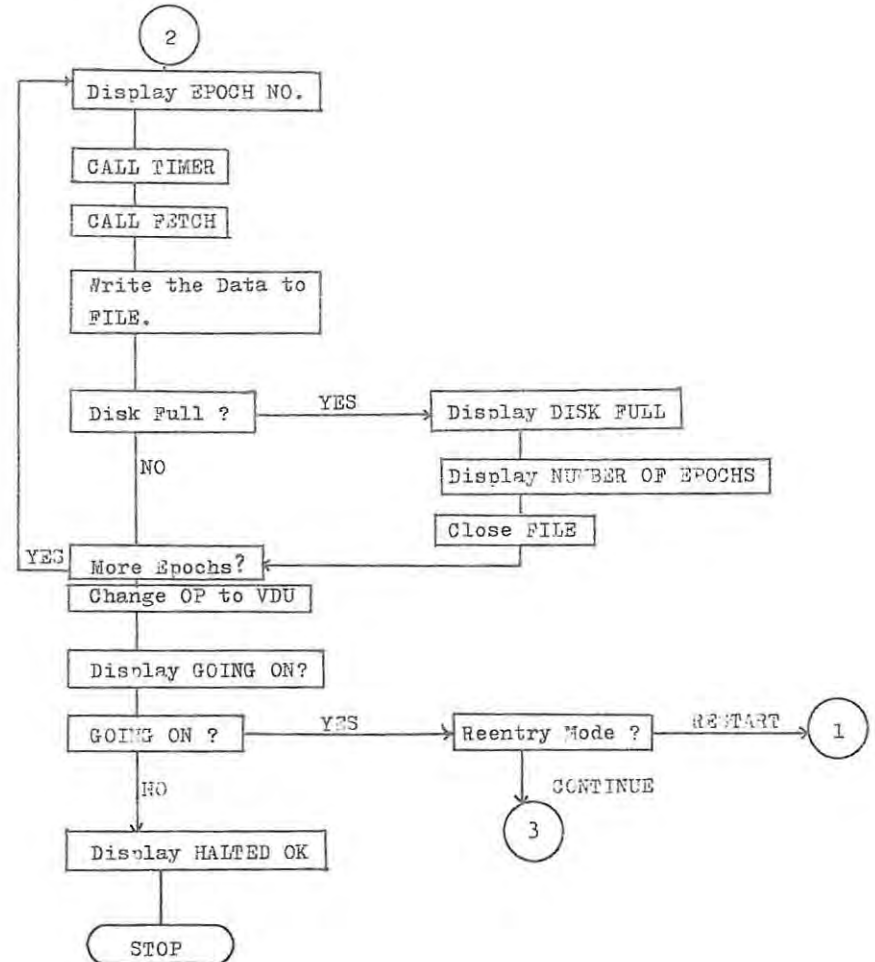 2
Display EPOCH NO.
CALL TIMER
CALL FETCH
Write the Data to
FILE.
Disk Full ?
YES
Display DISK FULL
NO
Display NUMBER OF EPOCHS
Close FILE
YES
More Epochs?
Change OP to VDU
Display GOING ON?
GOING ON ?
YES
Reentry Mode ?
RESTART
1
NO
CONTINUE
3
Display HALTED OK
STOP